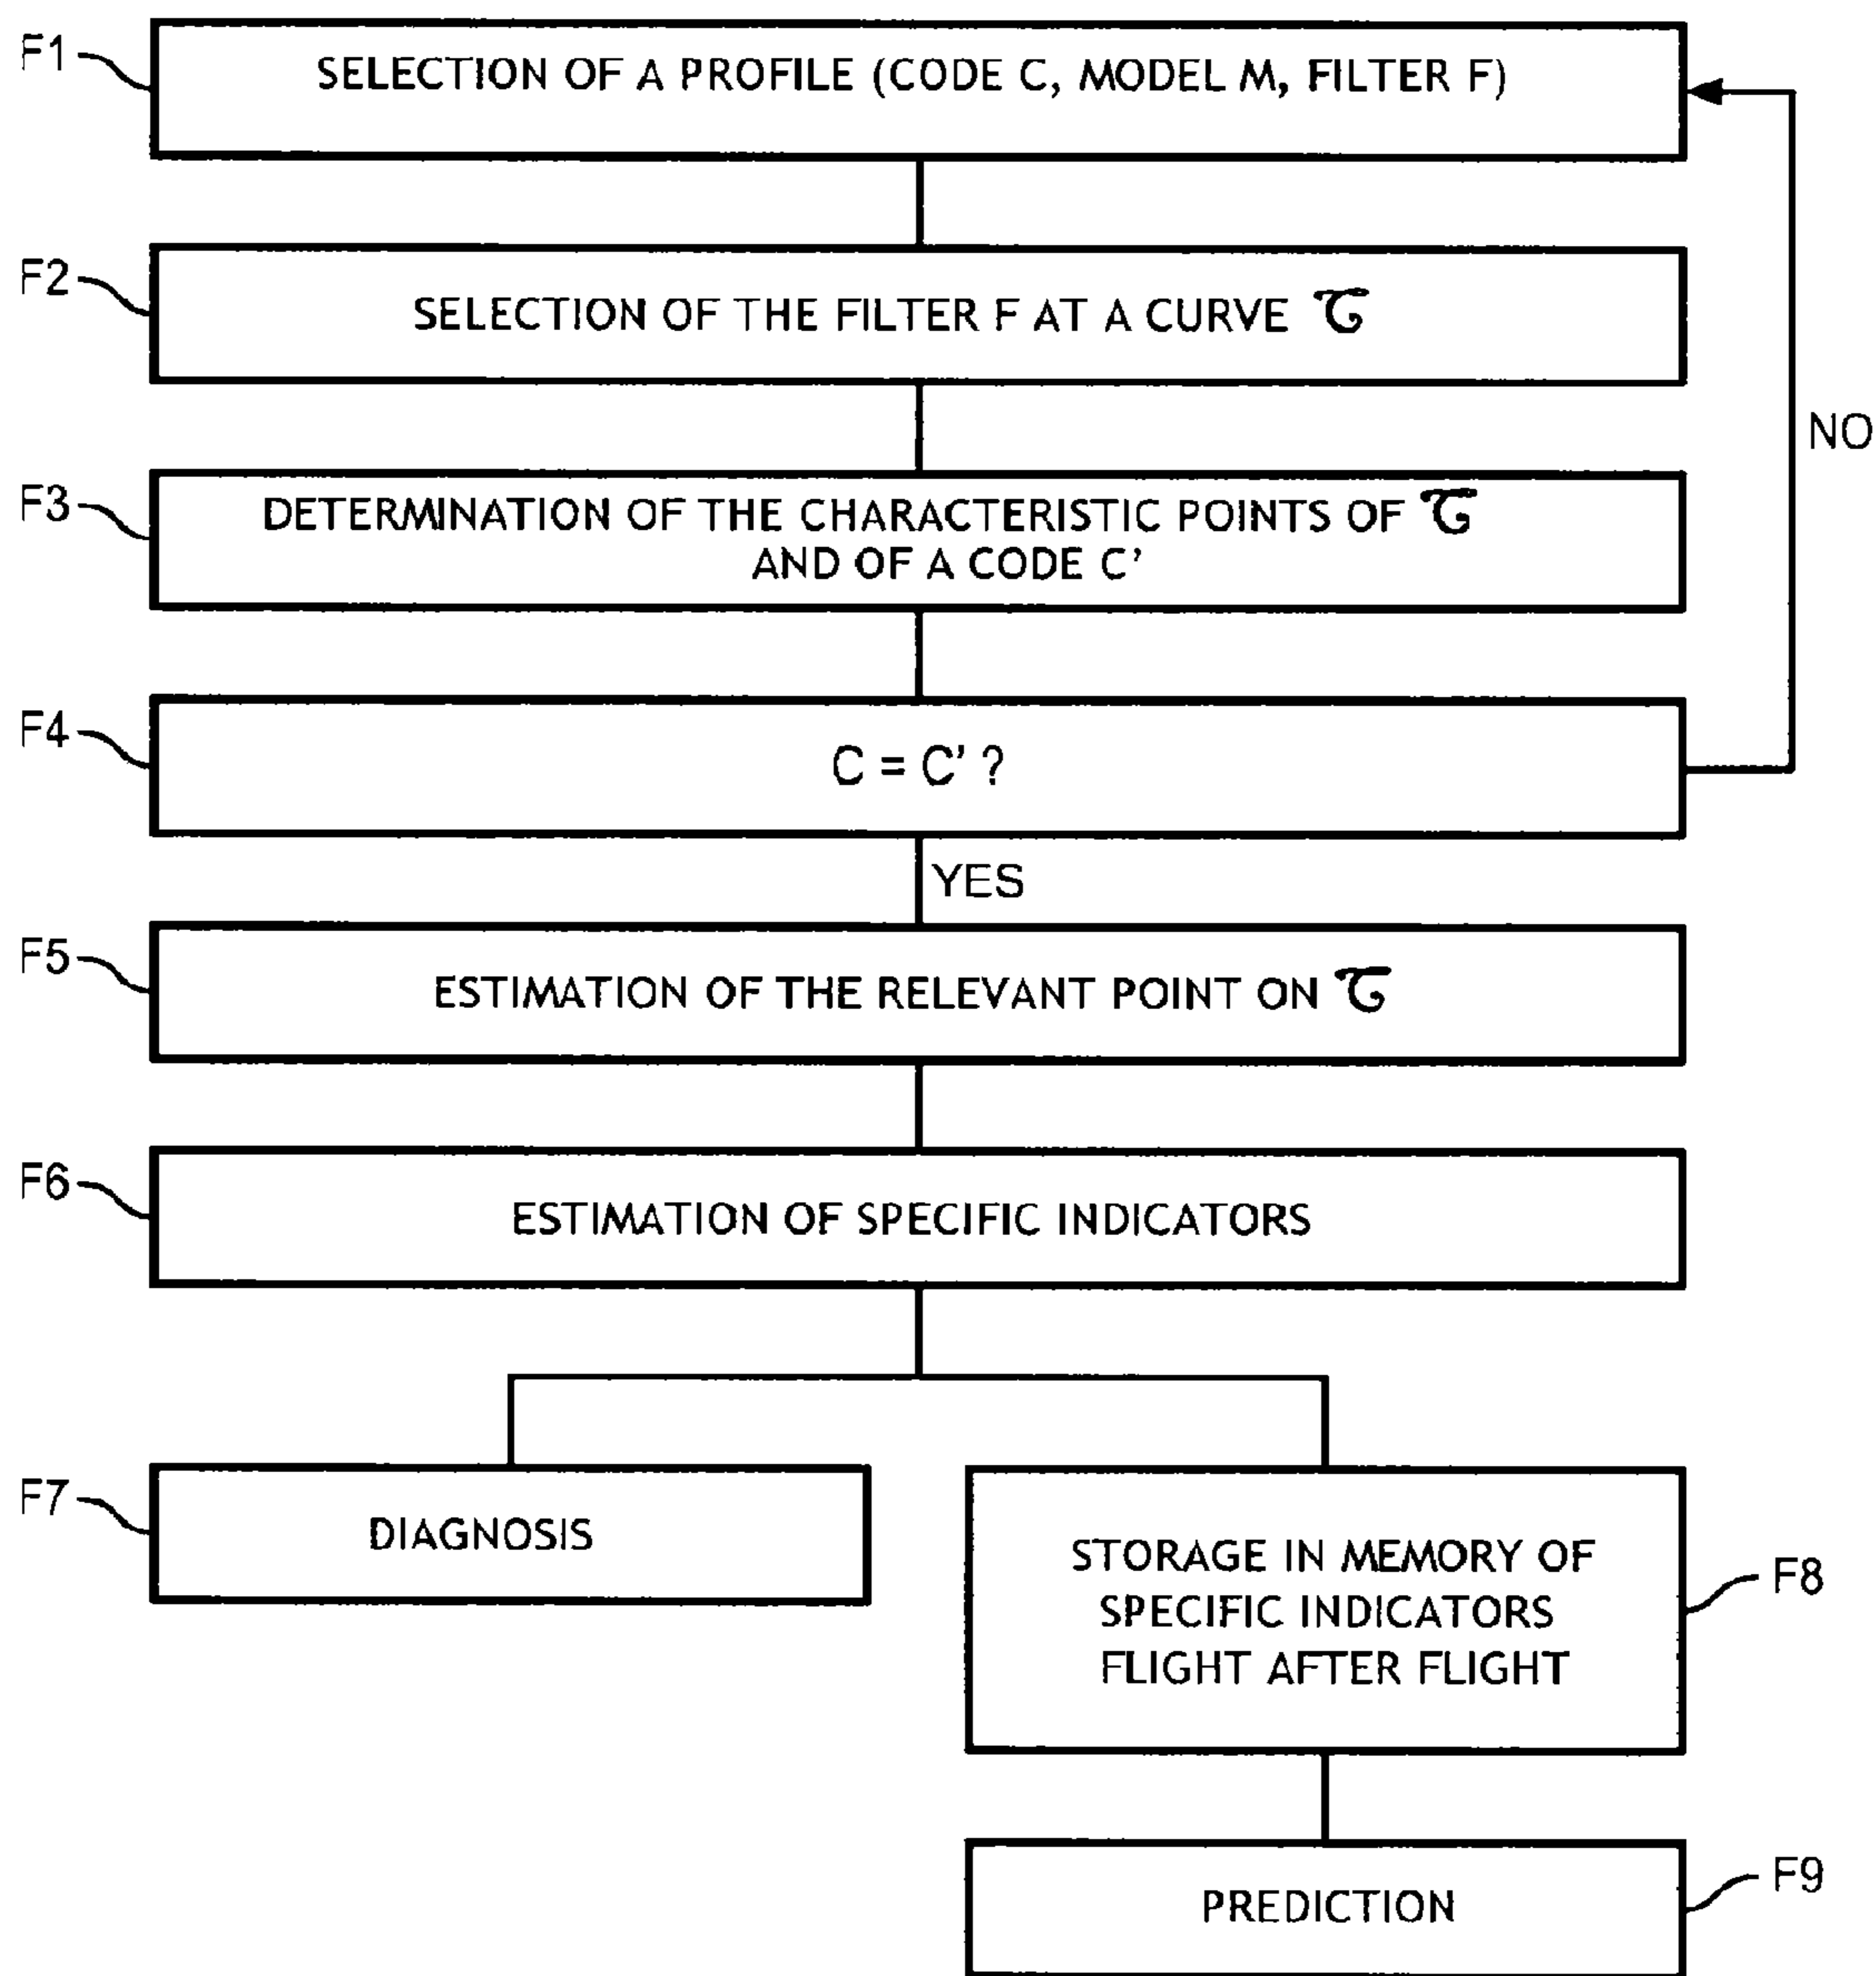 F1
SELECTION OF A PROFILE (CODE C, MODEL M, FILTER F)
F2
SELECTION OF THE FILTER F AT A CURVE 𝒯
NO
F3
DETERMINATION OF THE CHARACTERISTIC POINTS OF 𝒯
AND OF A CODE C'
F4
C = C' ?
YES
F5
ESTIMATION OF THE RELEVANT POINT ON 𝒯
F6
ESTIMATION OF SPECIFIC INDICATORS
F7
DIAGNOSIS
STORAGE IN MEMORY OF
SPECIFIC INDICATORS
FLIGHT AFTER FLIGHT
F8
PREDICTION
F9